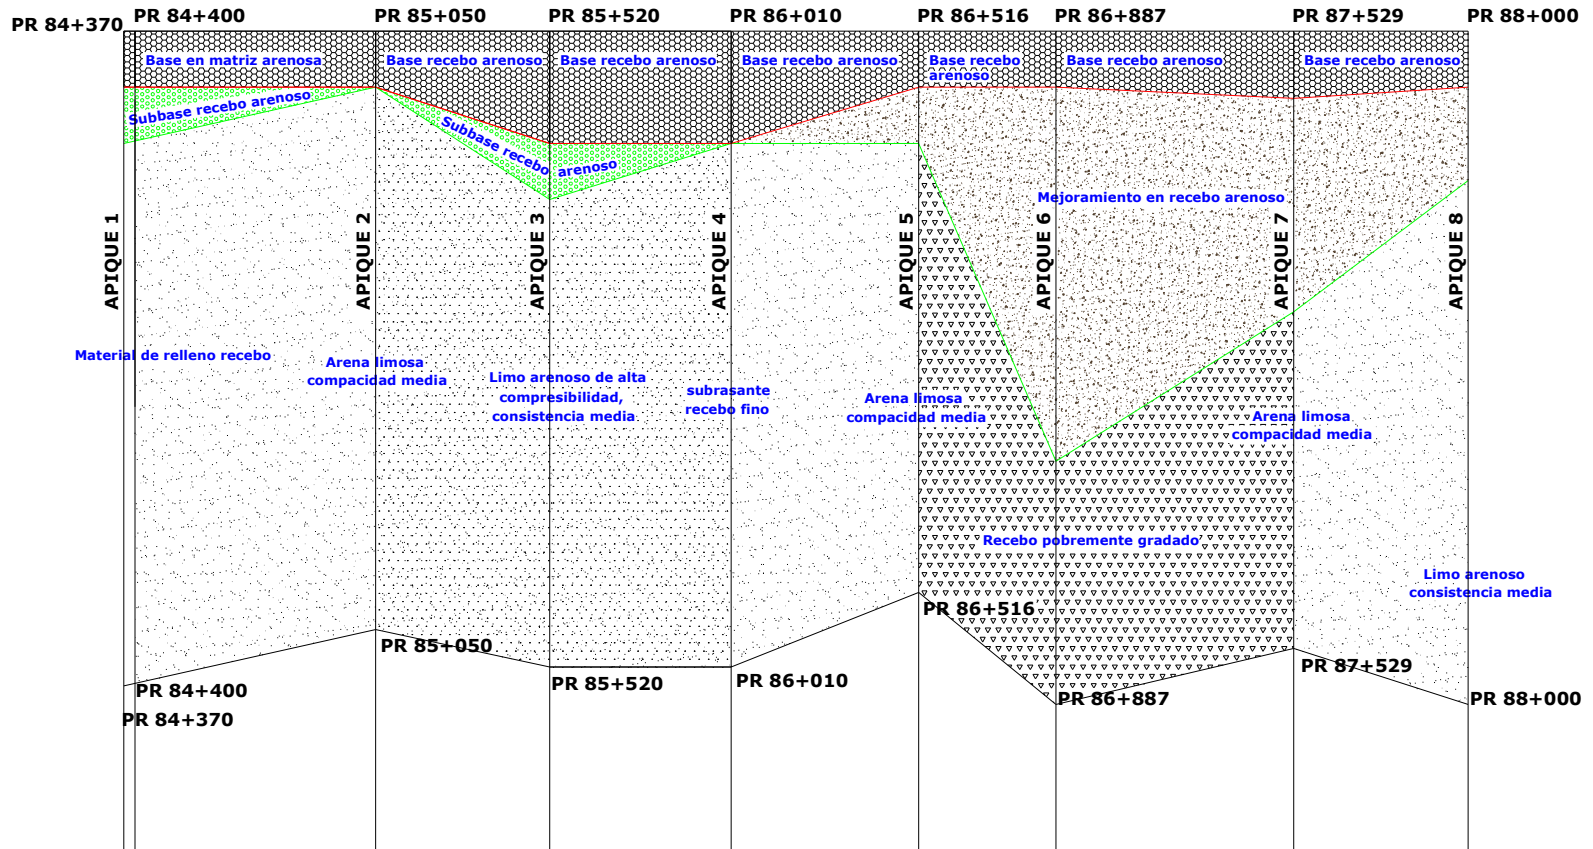 PR 84+370
PR 84+400
PR 85+050
PR 85+520
PR 86+010
PR 86+516
PR 86+887
PR 87+529
PR 88+000
Base en matriz arenosa
Base recebo arenoso
Base recebo arenoso
Base recebo arenoso
Base recebo
arenoso
Base recebo arenoso
Base recebo arenoso
Subbase recebo arenoso
Subbase recebo arenoso
Mejoramiento en recebo arenoso
APIQUE 1
APIQUE 2
APIQUE 3
APIQUE 4
APIQUE 5
APIQUE 6
APIQUE 7
APIQUE 8
Material de relleno recebo
Arena limosa
compacidad media
Limo arenoso de alta
compresibilidad,
consistencia media
subrasante
recebo fino
Arena limosa
compacidad media
Arena limosa
compacidad media
Recebo pobremente gradado
Limo arenoso
consistencia media
PR 84+400
PR 84+370
PR 85+050
PR 85+520
PR 86+010
PR 86+516
PR 86+887
PR 87+529
PR 88+000